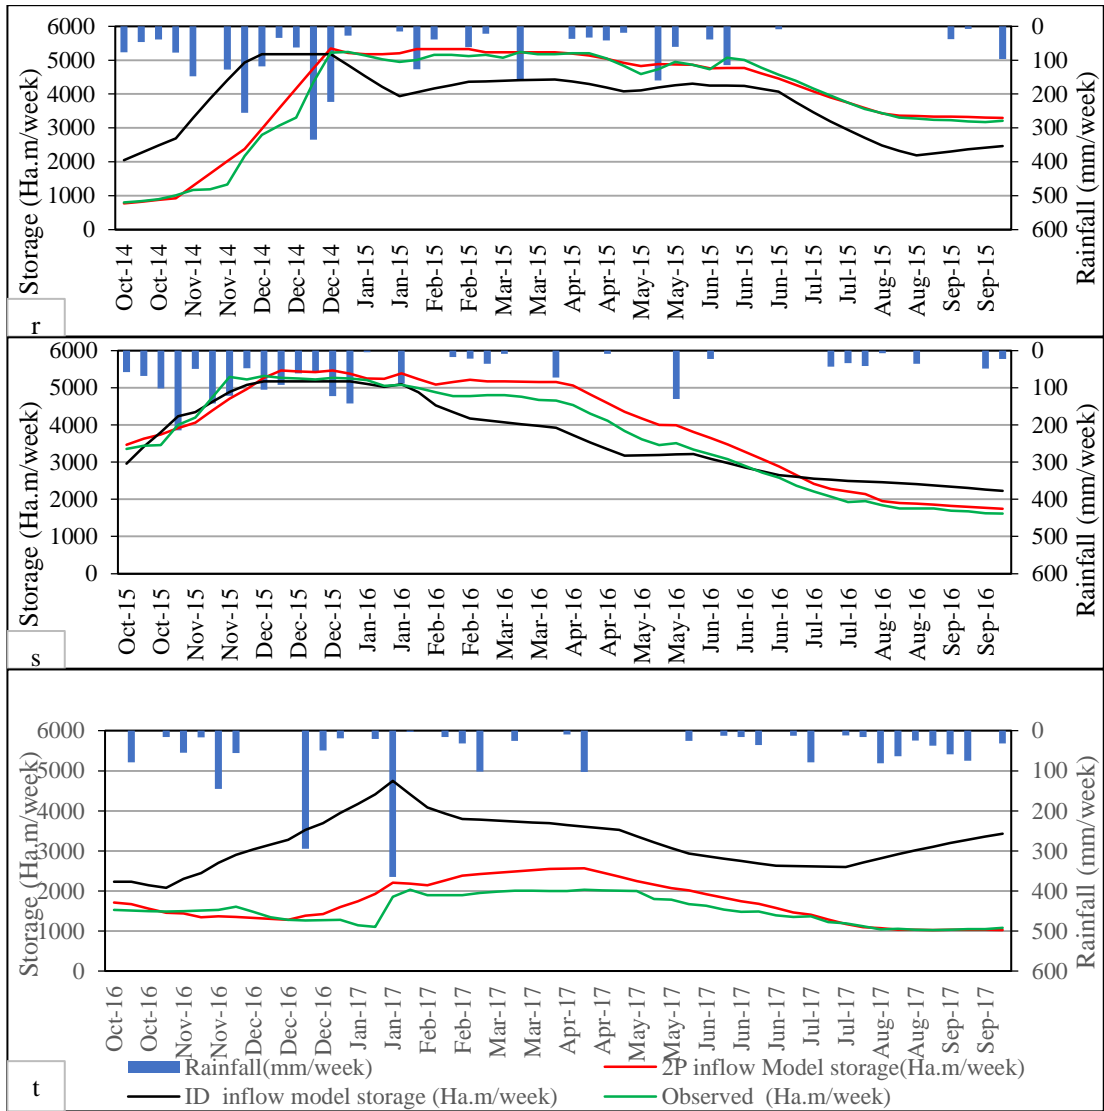 Storage (Ha.m/week)
6000
5000
4000
3000
2000
1000
0
0
100
200
300
400
500
600
Rainfall (mm/week)
Oct-14
Oct-14
Nov-14
Nov-14
Dec-14
Dec-14
Dec-14
Jan-15
Jan-15
Feb-15
Feb-15
Mar-15
Mar-15
Apr-15
Apr-15
May-15
May-15
Jun-15
Jun-15
Jun-15
Jul-15
Jul-15
Aug-15
Aug-15
Sep-15
Sep-15
r
Storage (Ha.m/week)
6000
5000
4000
3000
2000
1000
0
0
100
200
300
400
500
600
Rainfall (mm/week)
Oct-15
Oct-15
Nov-15
Nov-15
Dec-15
Dec-15
Dec-15
Jan-16
Jan-16
Feb-16
Feb-16
Mar-16
Mar-16
Apr-16
Apr-16
May-16
May-16
Jun-16
Jun-16
Jun-16
Jul-16
Jul-16
Aug-16
Aug-16
Sep-16
Sep-16
s
Storage (Ha.m/week)
6000
5000
4000
3000
2000
1000
0
0
100
200
300
400
500
600
Rainfall (mm/week)
Oct-16
Oct-16
Nov-16
Nov-16
Dec-16
Dec-16
Dec-16
Jan-17
Jan-17
Feb-17
Feb-17
Mar-17
Mar-17
Apr-17
Apr-17
May-17
May-17
Jun-17
Jun-17
Jun-17
Jul-17
Jul-17
Aug-17
Aug-17
Sep-17
Sep-17
Rainfall(mm/week)
2P inflow Model storage(Ha.m/week)
ID inflow model storage (Ha.m/week)
Observed (Ha.m/week)
t